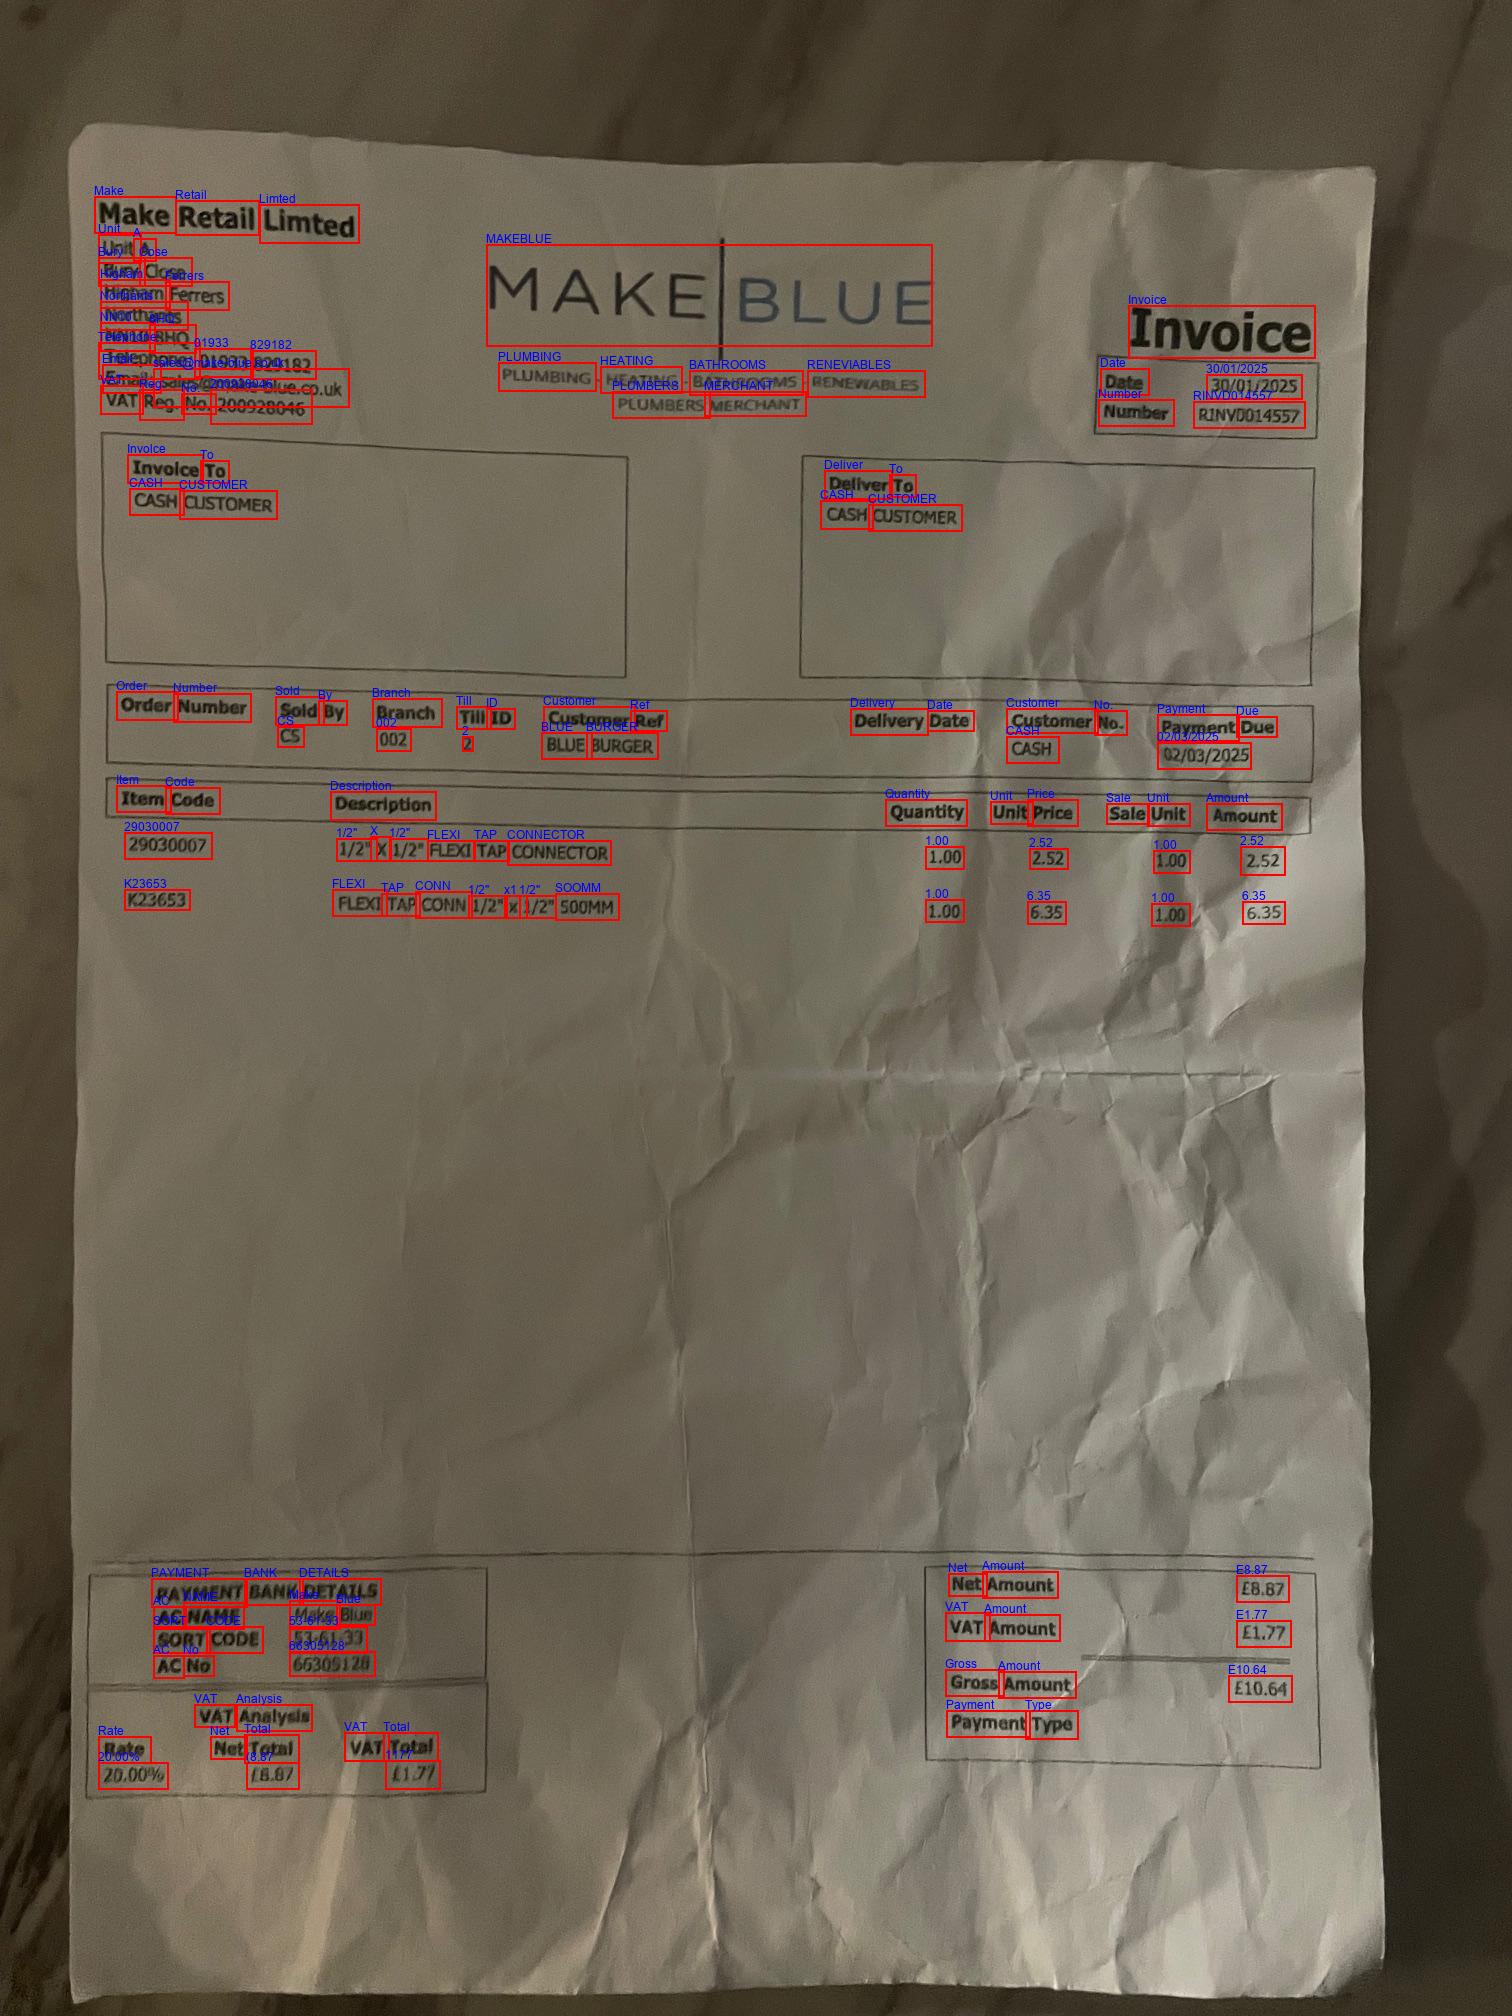 Make Retail Limted
Unit A
Bury Close
Higham Ferrers
Northants
NN10 8HQ
Telephone: 01933 829182
Email: sales@make-blue.co.uk
VAT Reg. No. 200928046
MAKE BLUE
PLUMBING . HEATING . BATHROOMS . RENEWABLES
PLUMBERS MERCHANT
Invoice
Date 30/01/2025
Number RINVD014557
Invoice To
CASH CUSTOMER
Deliver To
CASH CUSTOMER
Order Number Sold By Branch Till ID Customer Ref Delivery Date Customer No. Payment Due
CS 002 2 BLUE BURGER CASH 02/03/2025
Item Code Description Quantity Unit Price Sale Unit Amount
29030007 1/2" X 1/2" FLEXI TAP CONNECTOR 1.00 2.52 1.00 2.52
K23653 FLEXI TAP CONN 1/2" x 1/2" 500MM 1.00 6.35 1.00 6.35
PAYMENT BANK DETAILS
AC NAME Make Blue
SORT CODE 53-61-33
AC No 66305128
VAT Analysis
Rate Net Total VAT Total
20.00% £8.87 £1.77
Net Amount £8.87
VAT Amount £1.77
Gross Amount £10.64
Payment Type